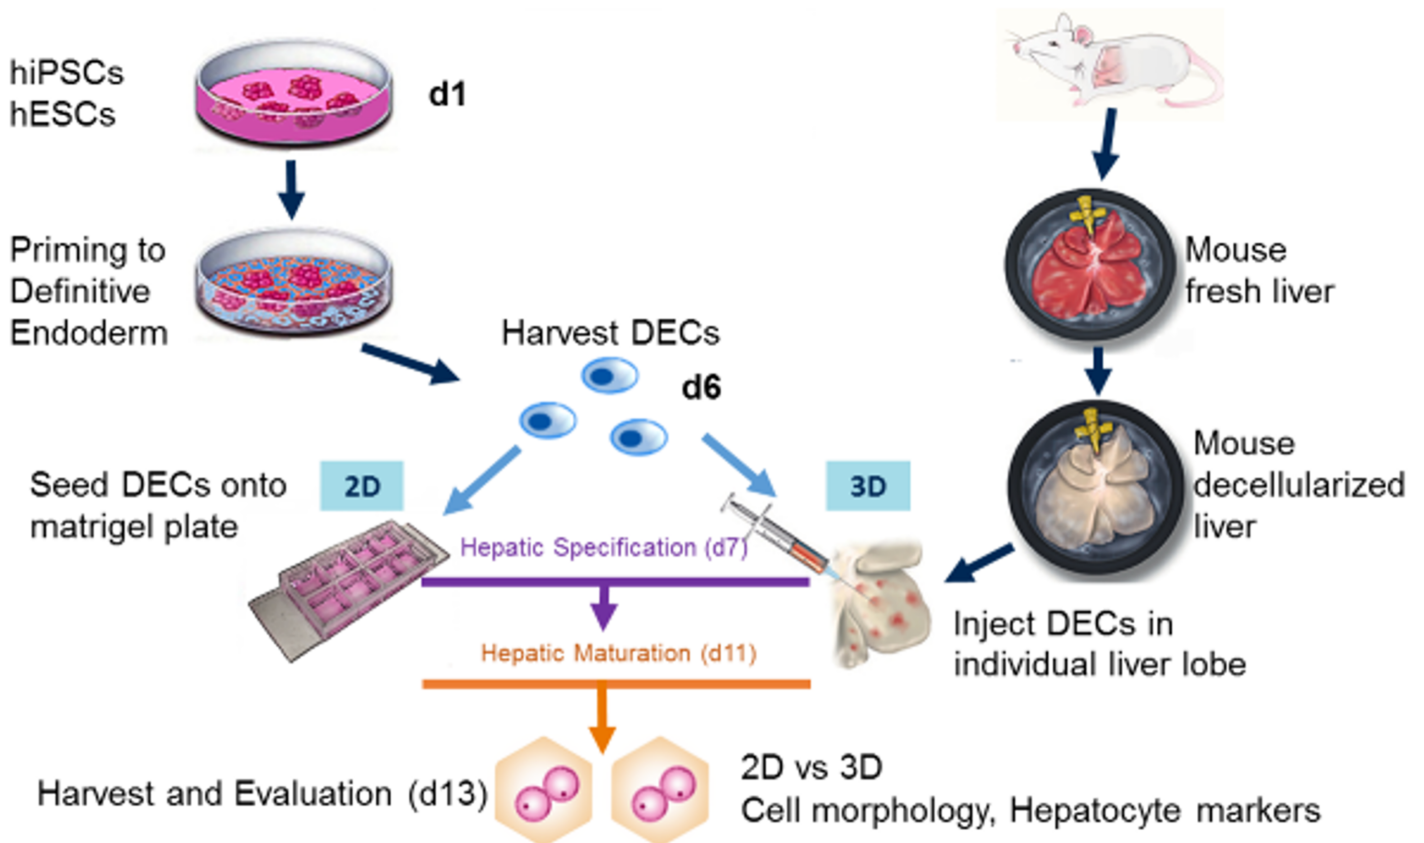 hiPSCs
hESCs
d1
Priming to
Definitive
Endoderm
Mouse
fresh liver
Harvest DECs
d6
Mouse
decellularized
liver
Seed DECs onto
matrigel plate
2D
3D
Hepatic Specification (d7)
Inject DECs in
individual liver lobe
Hepatic Maturation (d11)
Harvest and Evaluation (d13)
2D vs 3D
Cell morphology, Hepatocyte markers